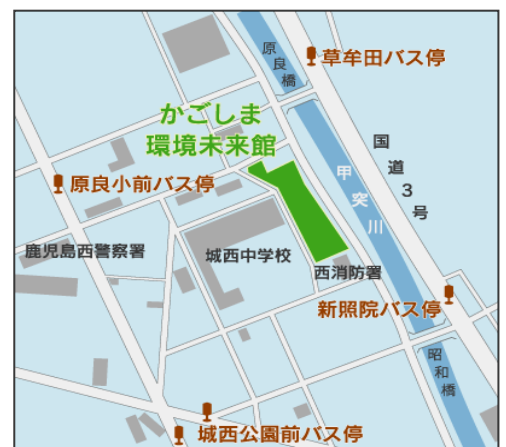 原良橋
草牟田バス停
かごしま
環境未来館
国道3号
甲突川
原良小前バス停
鹿児島西警察署
城西中学校
西消防署
新照院バス停
昭和橋
城西公園前バス停